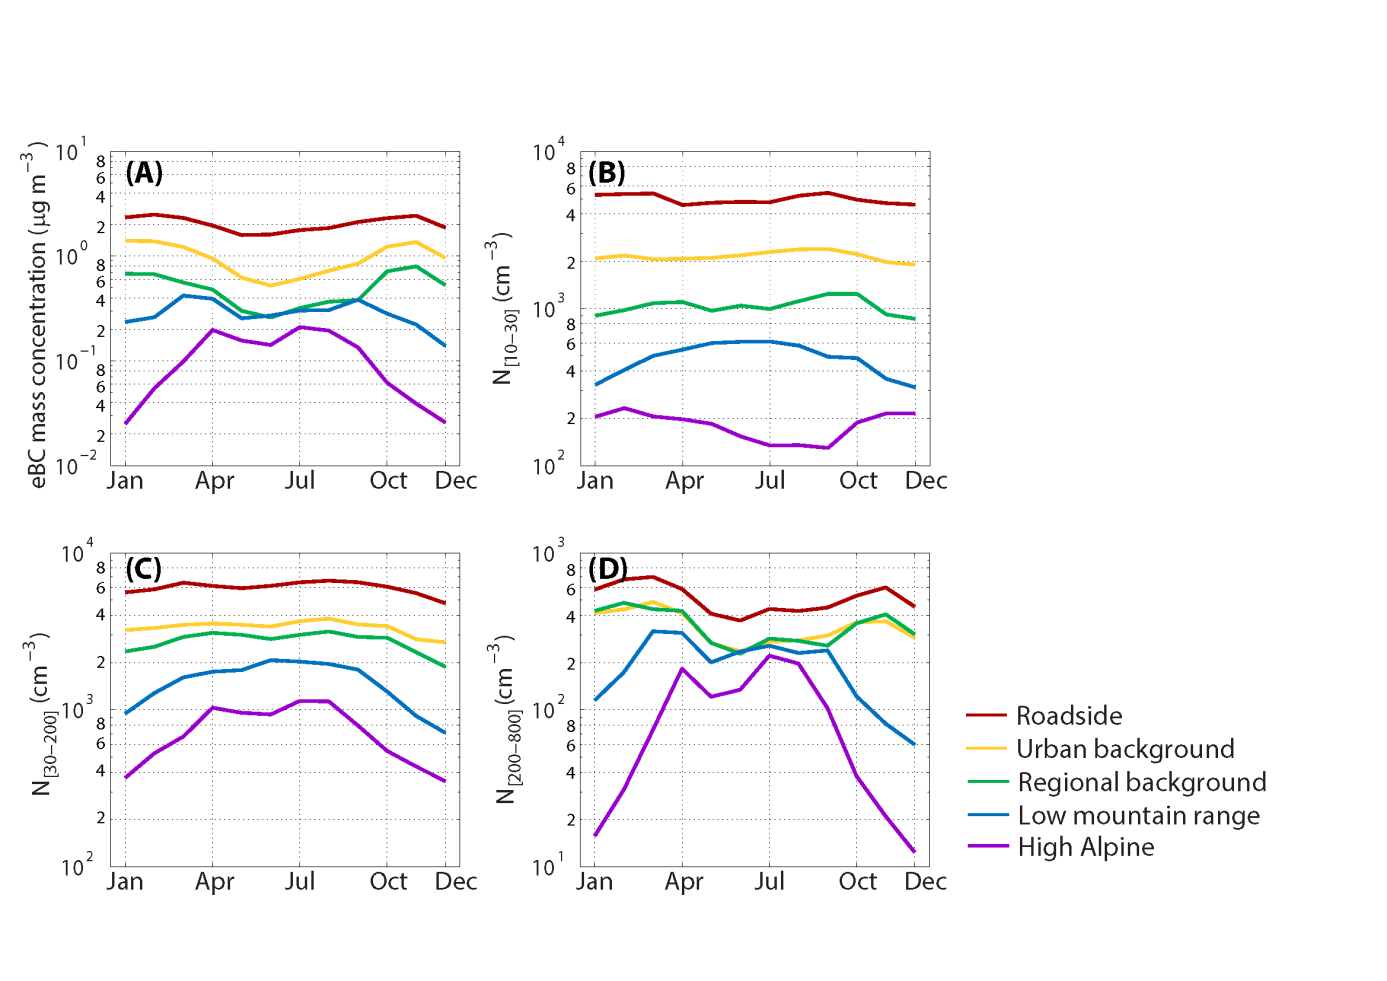 (A)
eBC mass concentration (μg m−3)
10^1
8
6
4
2
10^0
8
6
4
2
10^−1
8
6
4
2
10^−2
Jan Apr Jul Oct Dec
(B)
N[10−30] (cm−3)
10^4
8
6
4
2
10^3
8
6
4
2
10^2
Jan Apr Jul Oct Dec
(C)
N[30−200] (cm−3)
10^4
8
6
4
2
10^3
8
6
4
2
10^2
Jan Apr Jul Oct Dec
(D)
N[200−800] (cm−3)
10^3
8
6
4
2
10^2
8
6
4
2
10^1
Jan Apr Jul Oct Dec
Roadside
Urban background
Regional background
Low mountain range
High Alpine